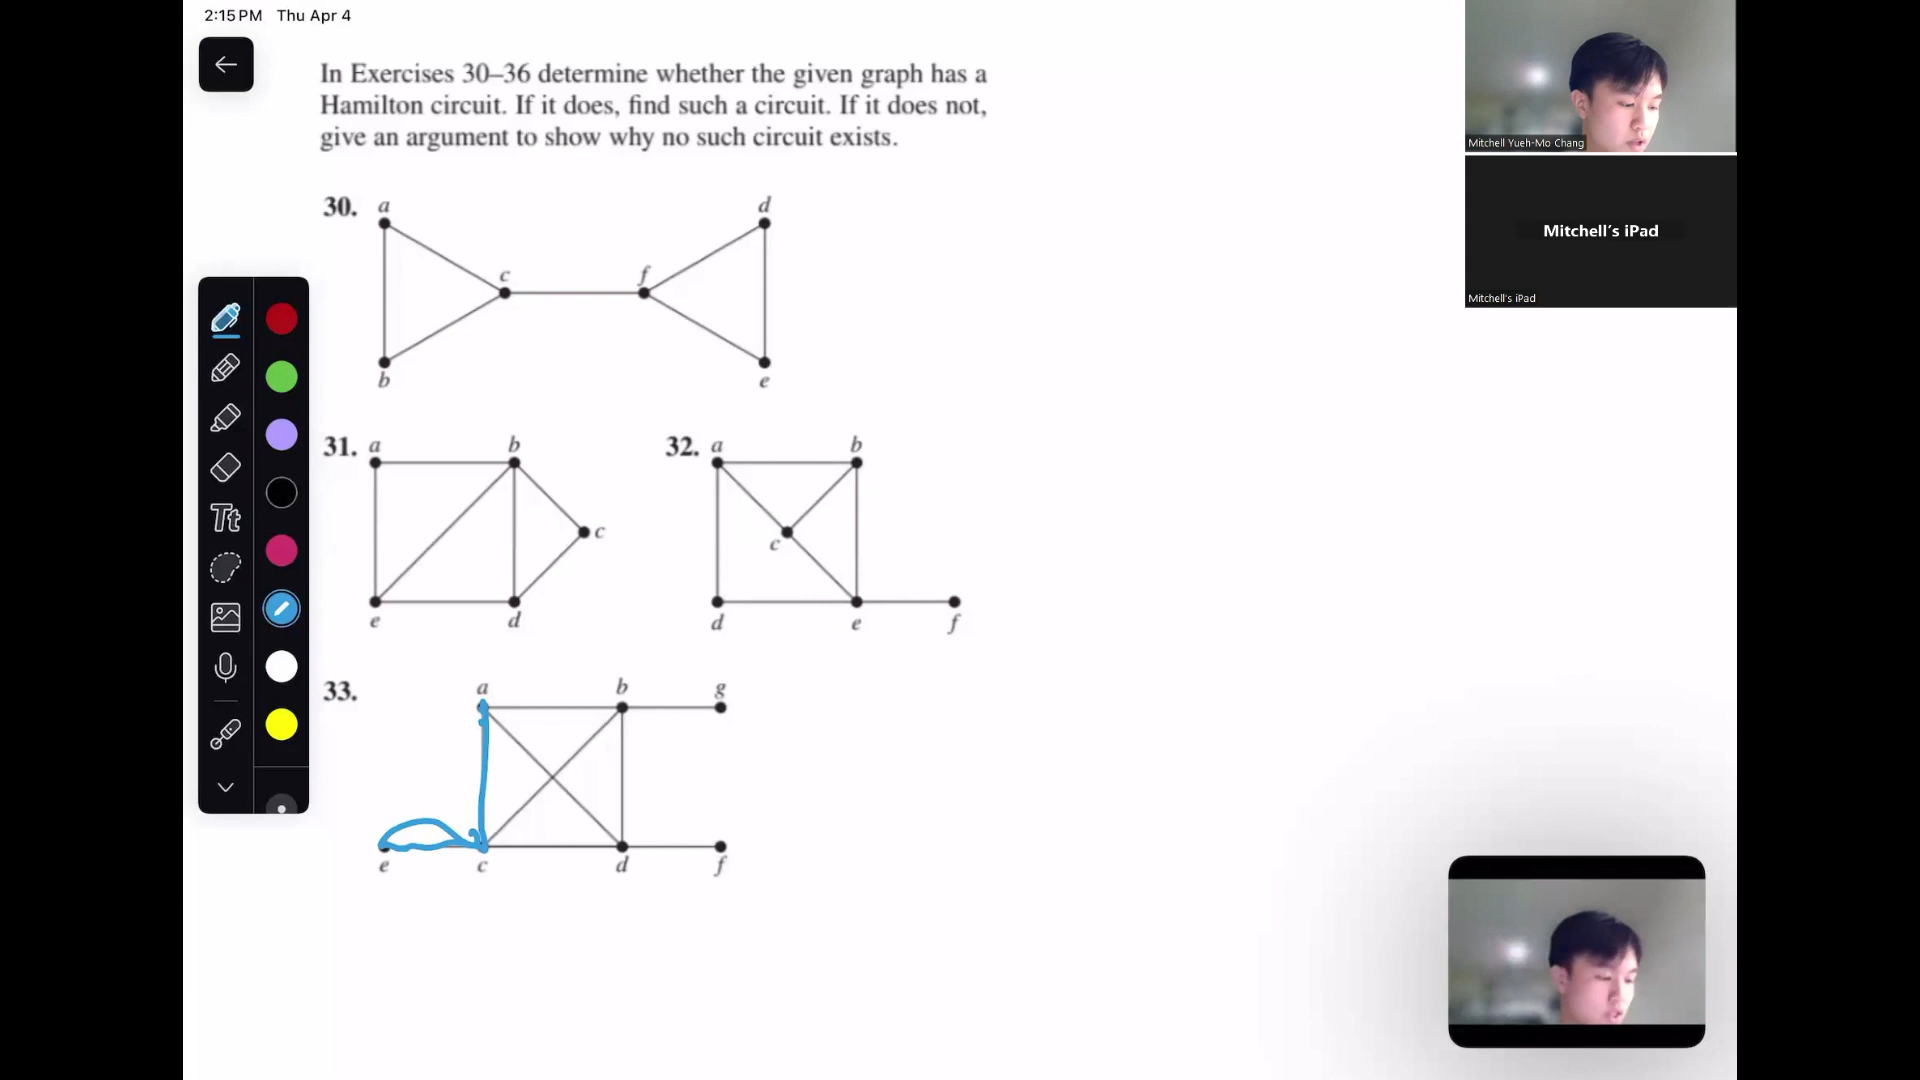 2:15 PM Thu Apr 4
In Exercises 30–36 determine whether the given graph has a
Hamilton circuit. If it does, find such a circuit. If it does not,
give an argument to show why no such circuit exists.
Mitchell Yueh-Mo Chang
Mitchell's iPad
Mitchell's iPad
30. a d
c f
b e
31. a b
c
e d
32. a b
c
d e f
33. a b g
e c d f
Tt